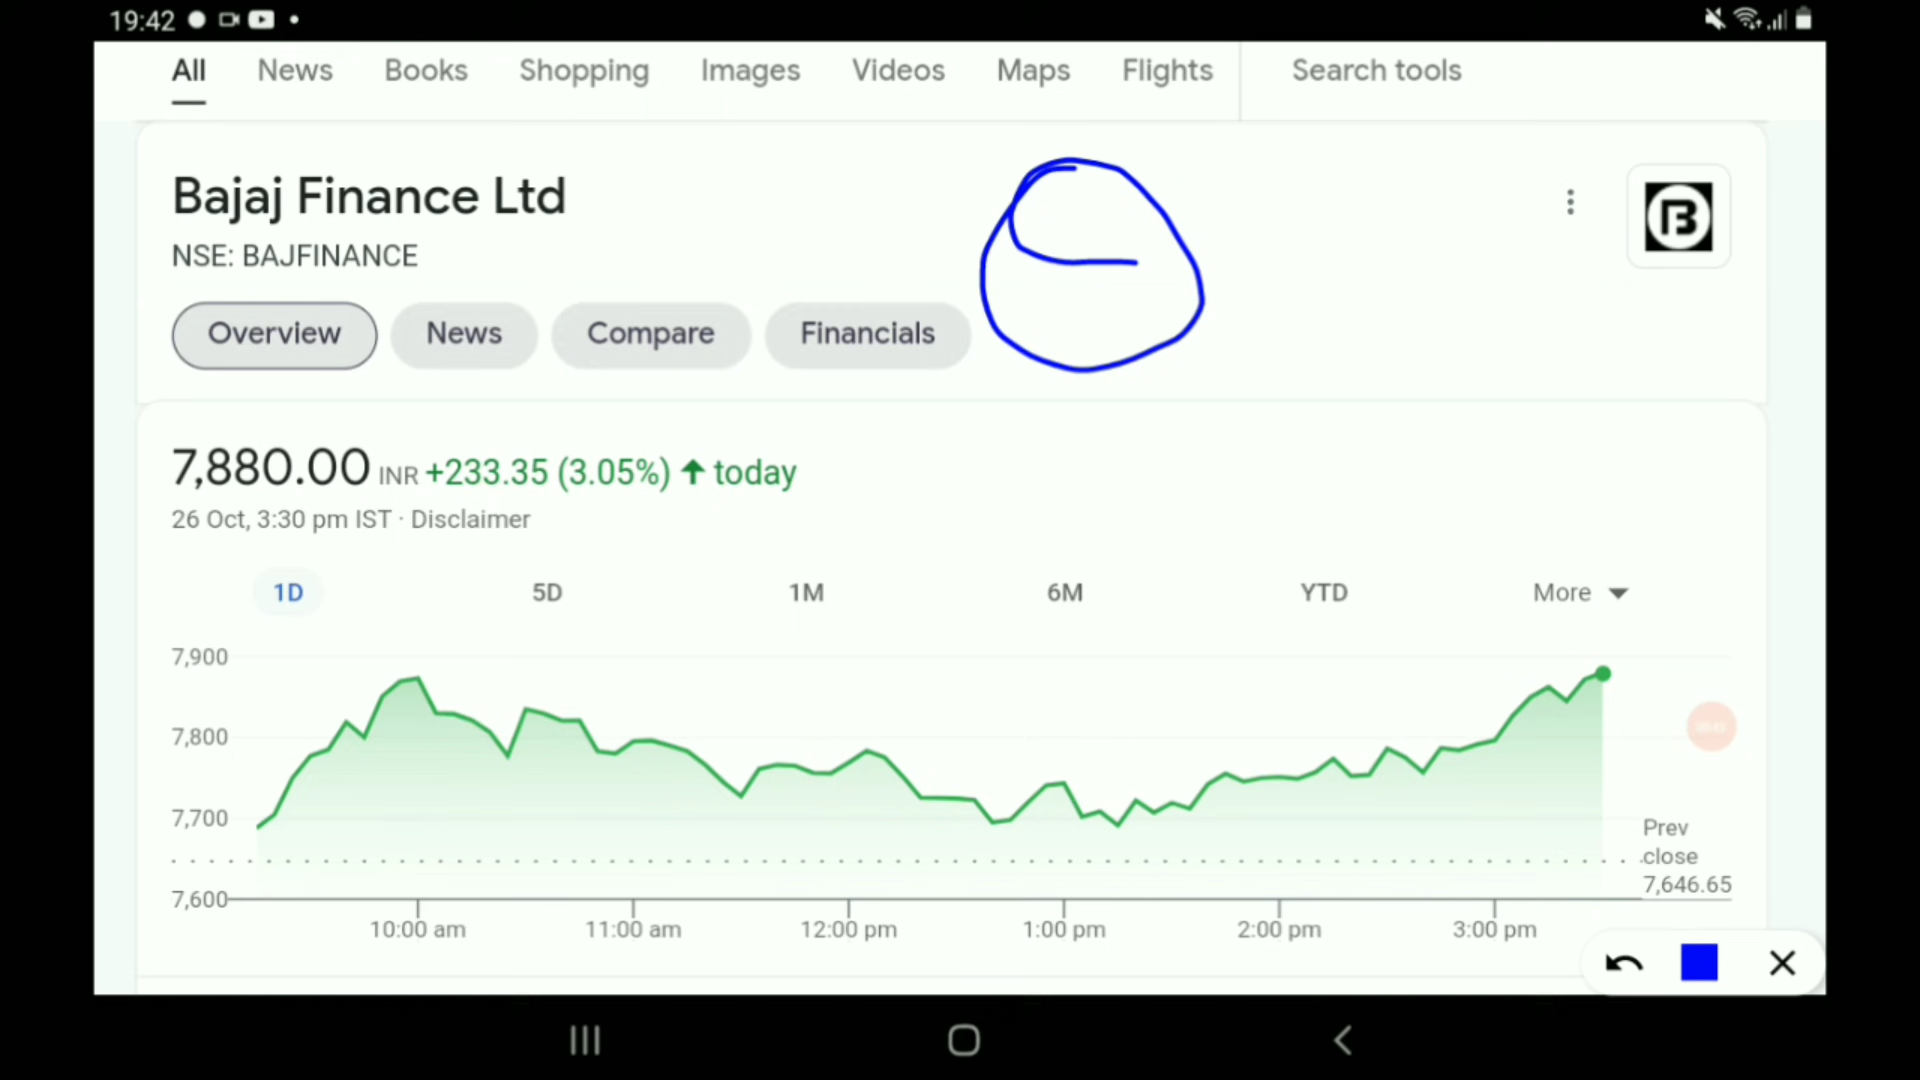 19:42
All News Books Shopping Images Videos Maps Flights Search tools
Bajaj Finance Ltd
NSE: BAJFINANCE
Overview News Compare Financials
7,880.00 INR +233.35 (3.05%) ↑ today
26 Oct, 3:30 pm IST · Disclaimer
1D 5D 1M 6M YTD More
7,900
7,800
7,700
7,600
Prev
close
7,646.65
10:00 am 11:00 am 12:00 pm 1:00 pm 2:00 pm 3:00 pm